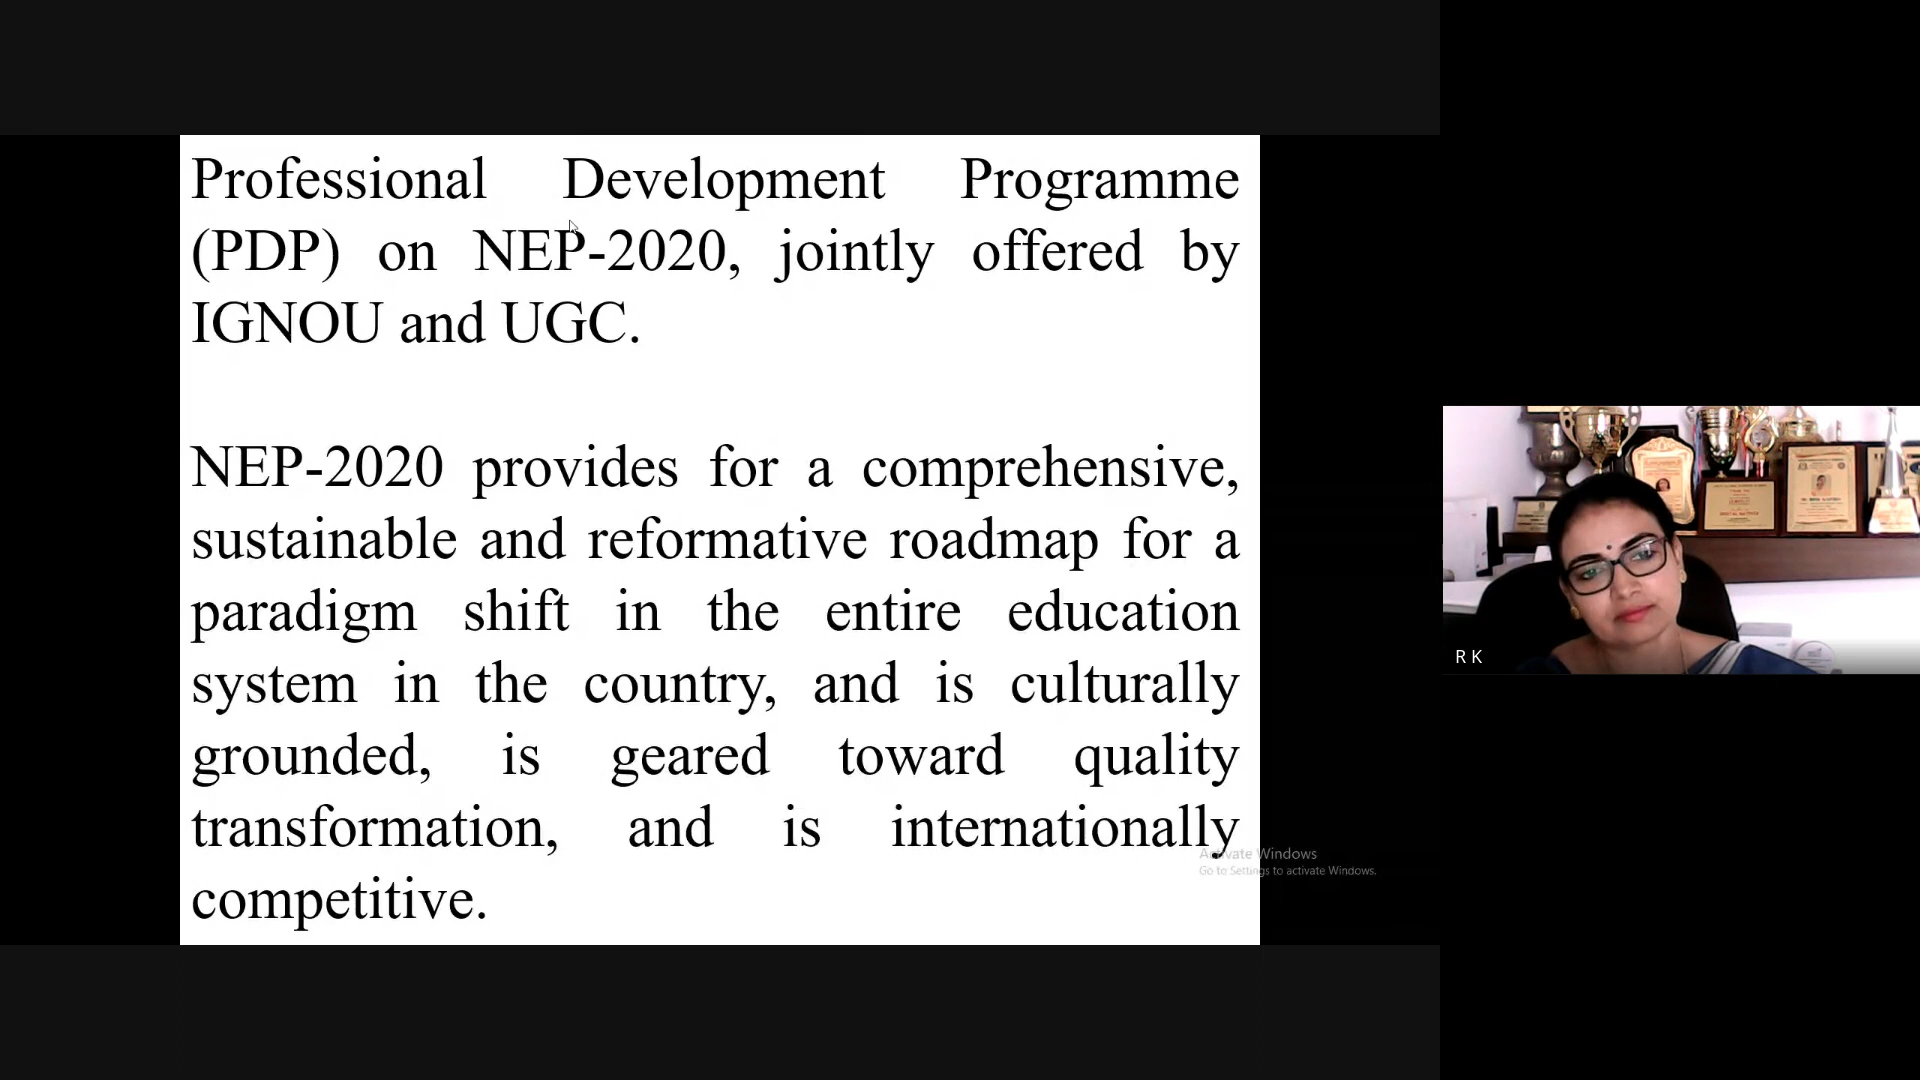 Professional Development Programme
(PDP) on NEP-2020, jointly offered by
IGNOU and UGC.
NEP-2020 provides for a comprehensive,
sustainable and reformative roadmap for a
paradigm shift in the entire education
system in the country, and is culturally
grounded, is geared toward quality
transformation, and is internationally
competitive.
Activate Windows
Go to Settings to activate Windows.
R K